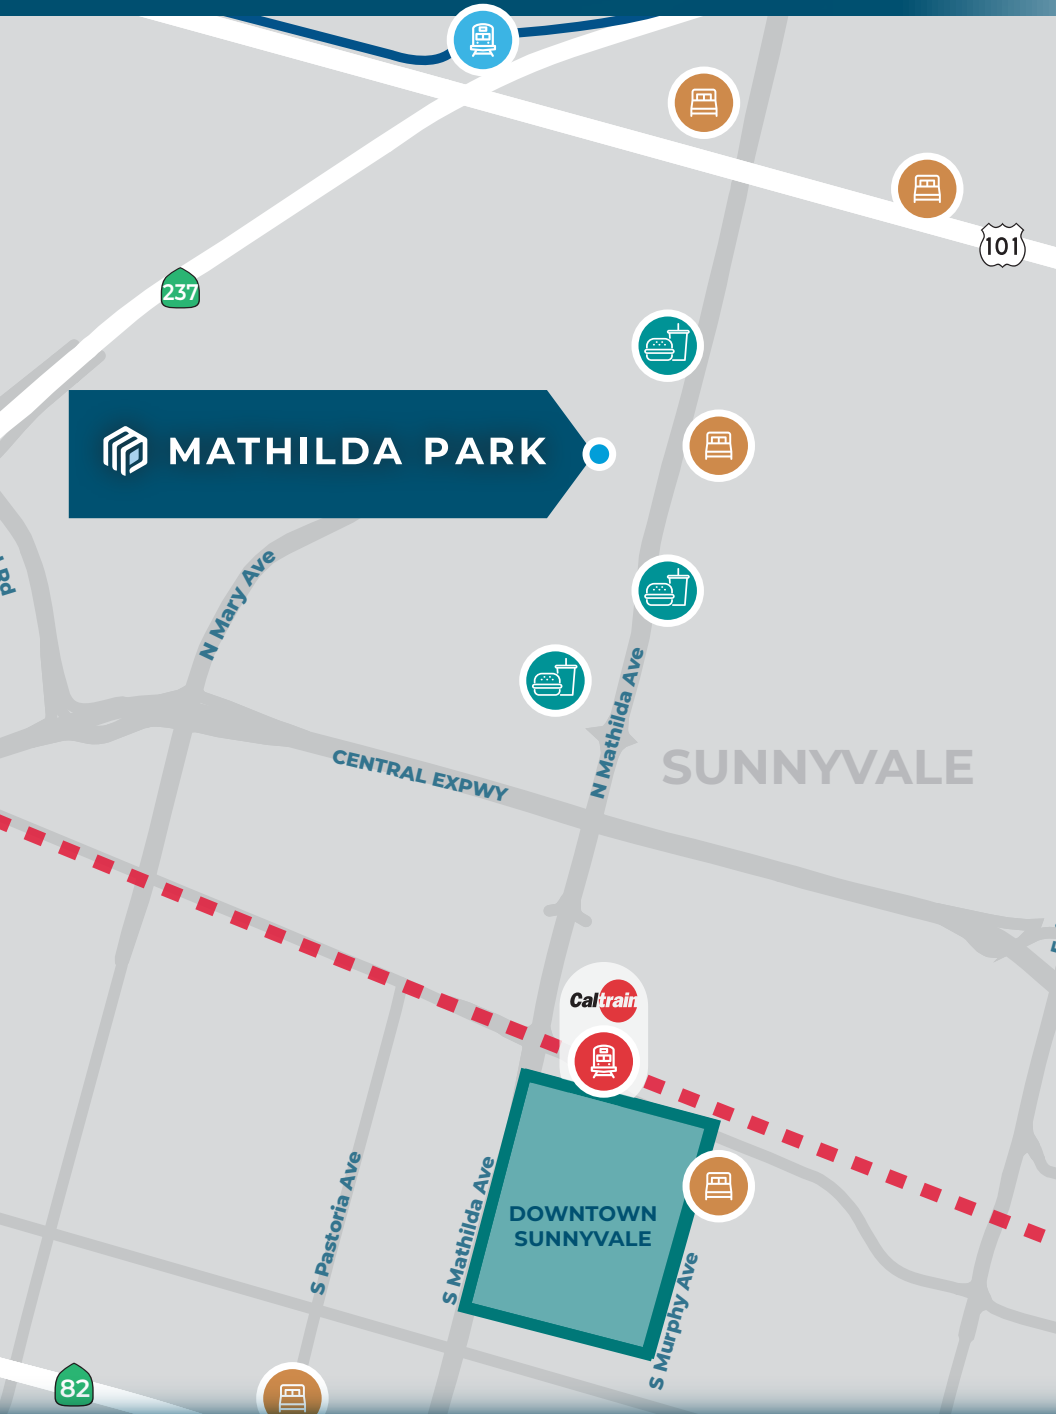 101
237
MATHILDA PARK
Rd
N Mary Ave
N Mathilda Ave
SUNNYVALE
CENTRAL EXPWY
Caltrain
S Pastoria Ave
S Mathilda Ave
DOWNTOWN
SUNNYVALE
S Murphy Ave
82